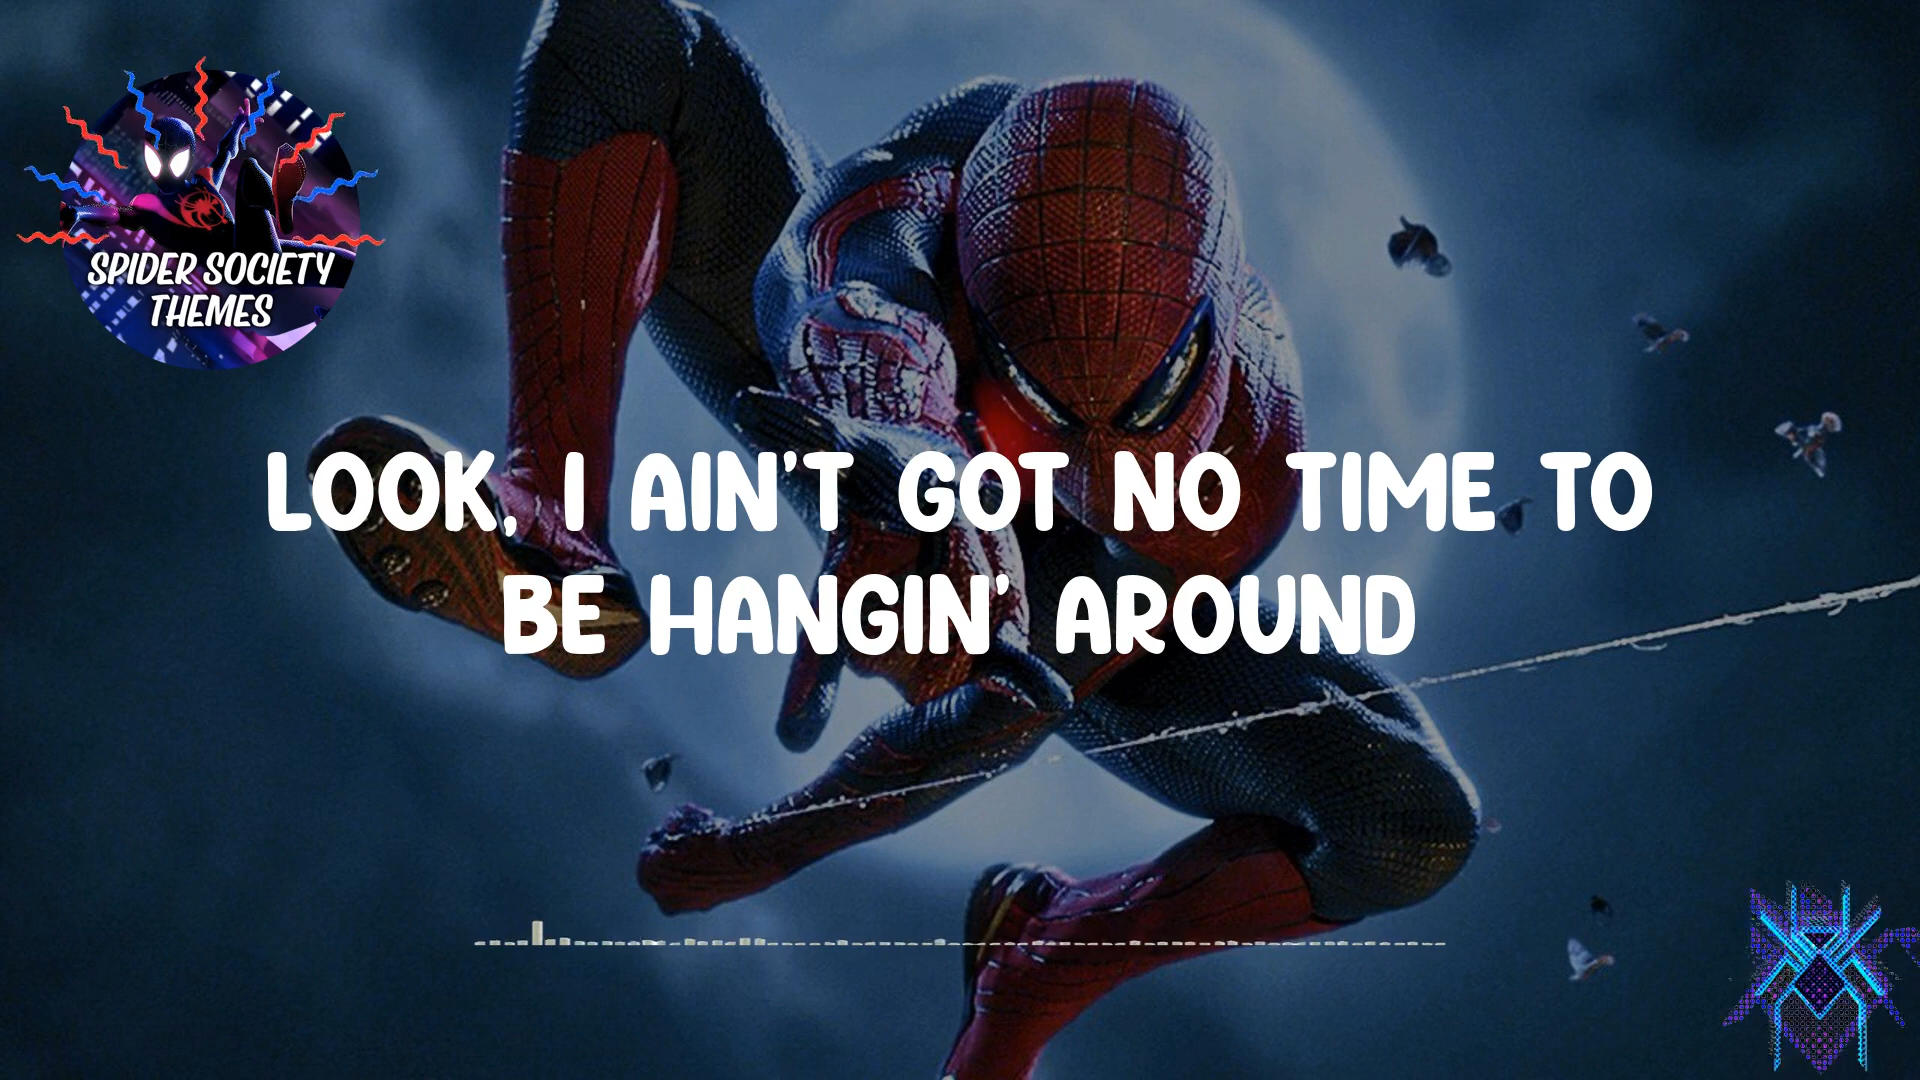 SPIDER SOCIETY
THEMES
LOOK, I AIN'T GOT NO TIME TO
BE HANGIN' AROUND